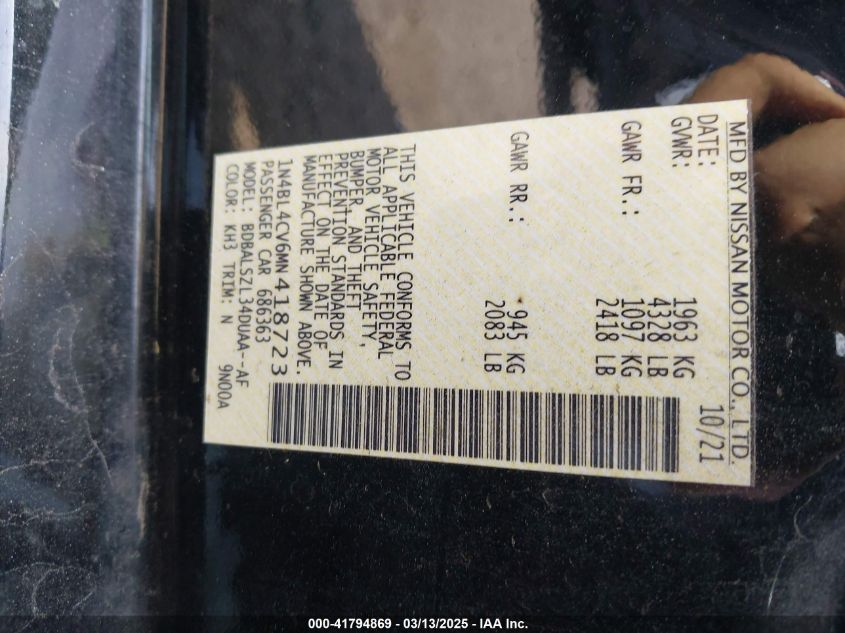 MFD BY NISSAN MOTOR CO., LTD.
DATE: 10/21
GVWR: 1963 KG
4328 LB
GAWR FR.: 1097 KG
2418 LB
GAWR RR.: 945 KG
2083 LB
THIS VEHICLE CONFORMS TO
ALL APPLICABLE FEDERAL
MOTOR VEHICLE SAFETY,
BUMPER, AND THEFT
PREVENTION STANDARDS IN
EFFECT ON THE DATE OF
MANUFACTURE SHOWN ABOVE.
1N4BL4CV6MN418723
PASSENGER CAR 686363
MODEL: BDBALSZL34DUAA--AF
COLOR: KH3 TRIM: N 9N00A
000-41794869 - 03/13/2025 - IAA Inc.